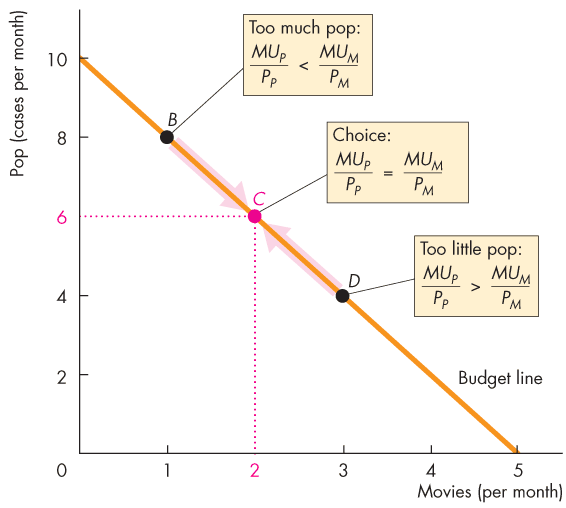 Pop (cases per month)
10
8
6
4
2
0
1
2
3
4
5
Movies (per month)
Too much pop:
MU_P / P_P < MU_M / P_M
B
Choice:
MU_P / P_P = MU_M / P_M
C
Too little pop:
MU_P / P_P > MU_M / P_M
D
Budget line